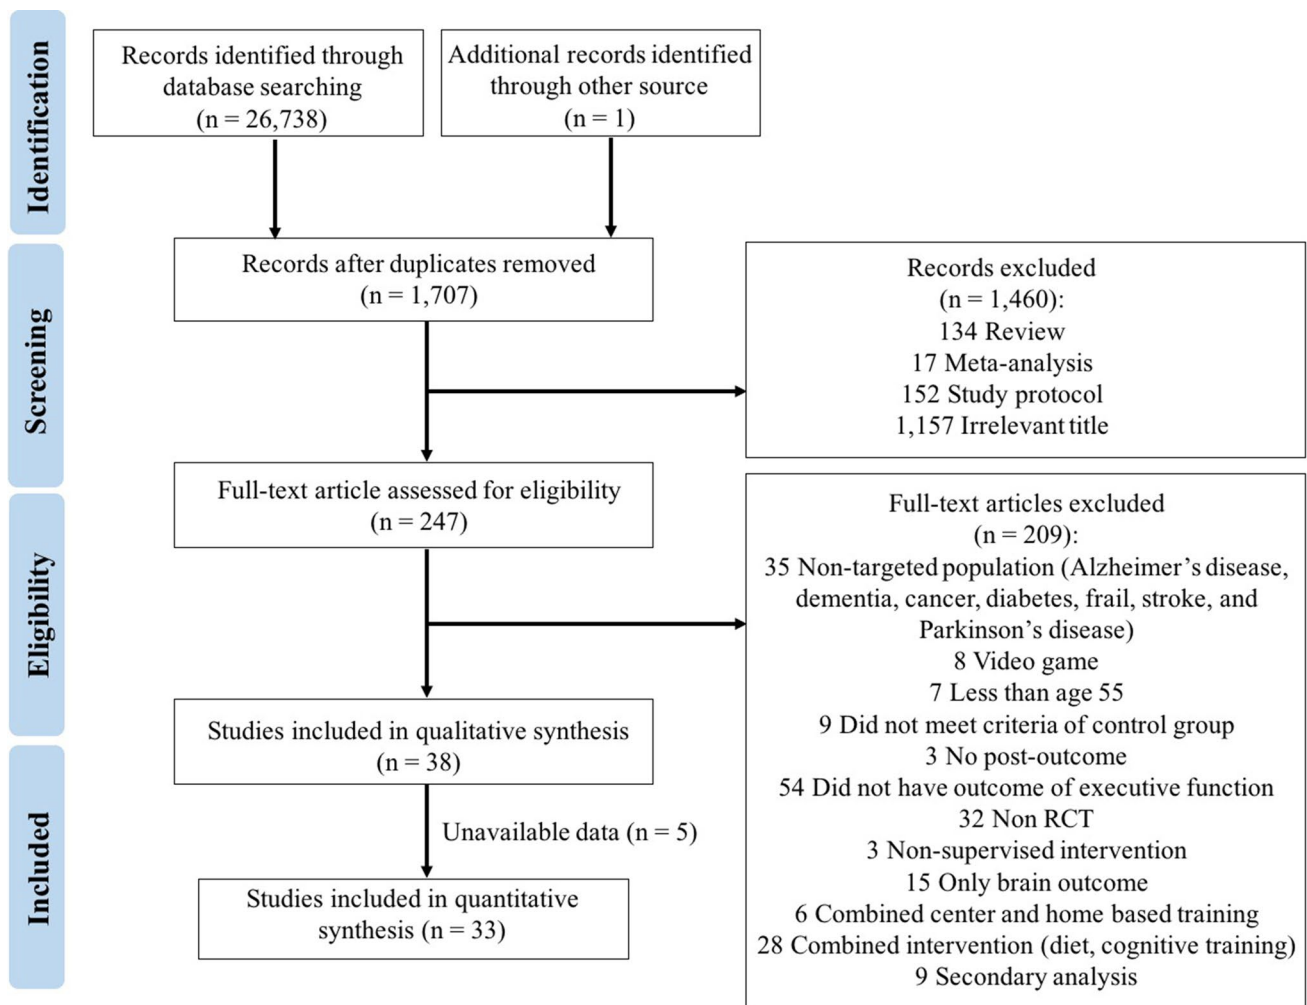 Identification
Records identified through
database searching
(n = 26,738)
Additional records identified
through other source
(n = 1)
Screening
Records after duplicates removed
(n = 1,707)
Records excluded
(n = 1,460):
134 Review
17 Meta-analysis
152 Study protocol
1,157 Irrelevant title
Full-text article assessed for eligibility
(n = 247)
Eligibility
Full-text articles excluded
(n = 209):
35 Non-targeted population (Alzheimer’s disease,
dementia, cancer, diabetes, frail, stroke, and
Parkinson’s disease)
8 Video game
7 Less than age 55
9 Did not meet criteria of control group
3 No post-outcome
54 Did not have outcome of executive function
32 Non RCT
3 Non-supervised intervention
15 Only brain outcome
6 Combined center and home based training
28 Combined intervention (diet, cognitive training)
9 Secondary analysis
Studies included in qualitative synthesis
(n = 38)
Included
Unavailable data (n = 5)
Studies included in quantitative
synthesis (n = 33)